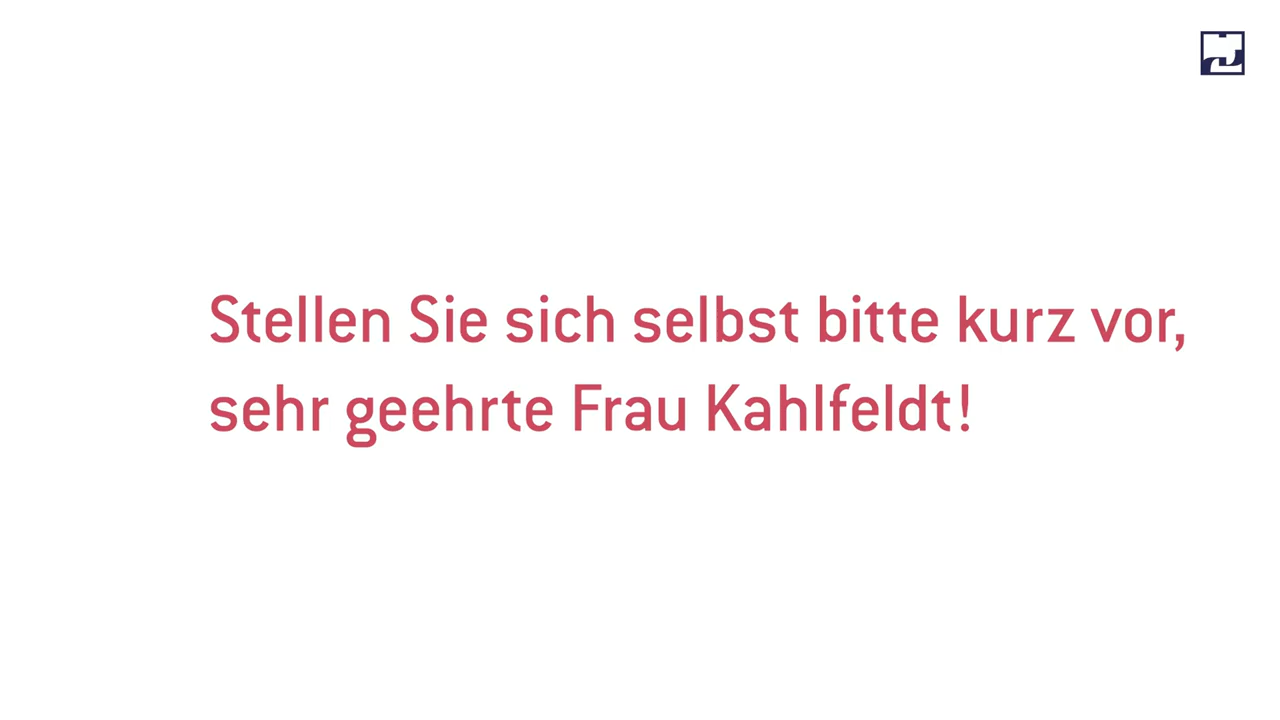 Stellen Sie sich selbst bitte kurz vor,
sehr geehrte Frau Kahlfeldt!